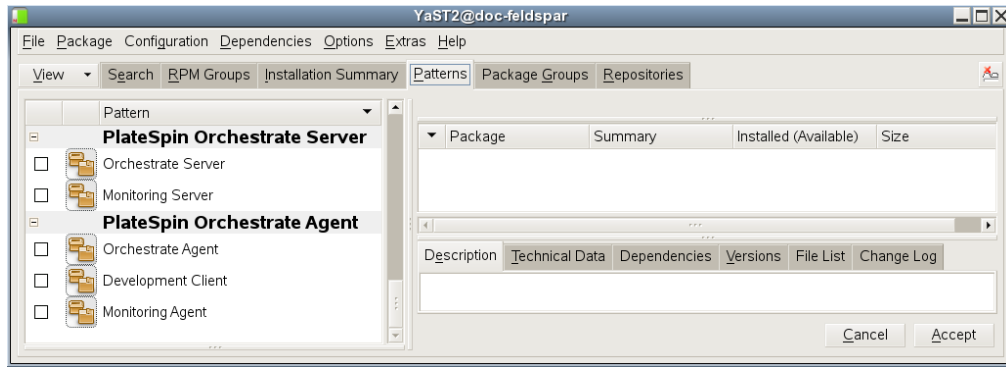 YaST2@doc-feldspar
File Package Configuration Dependencies Options Extras Help
View Search RPM Groups Installation Summary Patterns Package Groups Repositories
Pattern
PlateSpin Orchestrate Server
Orchestrate Server
Monitoring Server
PlateSpin Orchestrate Agent
Orchestrate Agent
Development Client
Monitoring Agent
Package Summary Installed (Available) Size
Description Technical Data Dependencies Versions File List Change Log
Cancel Accept